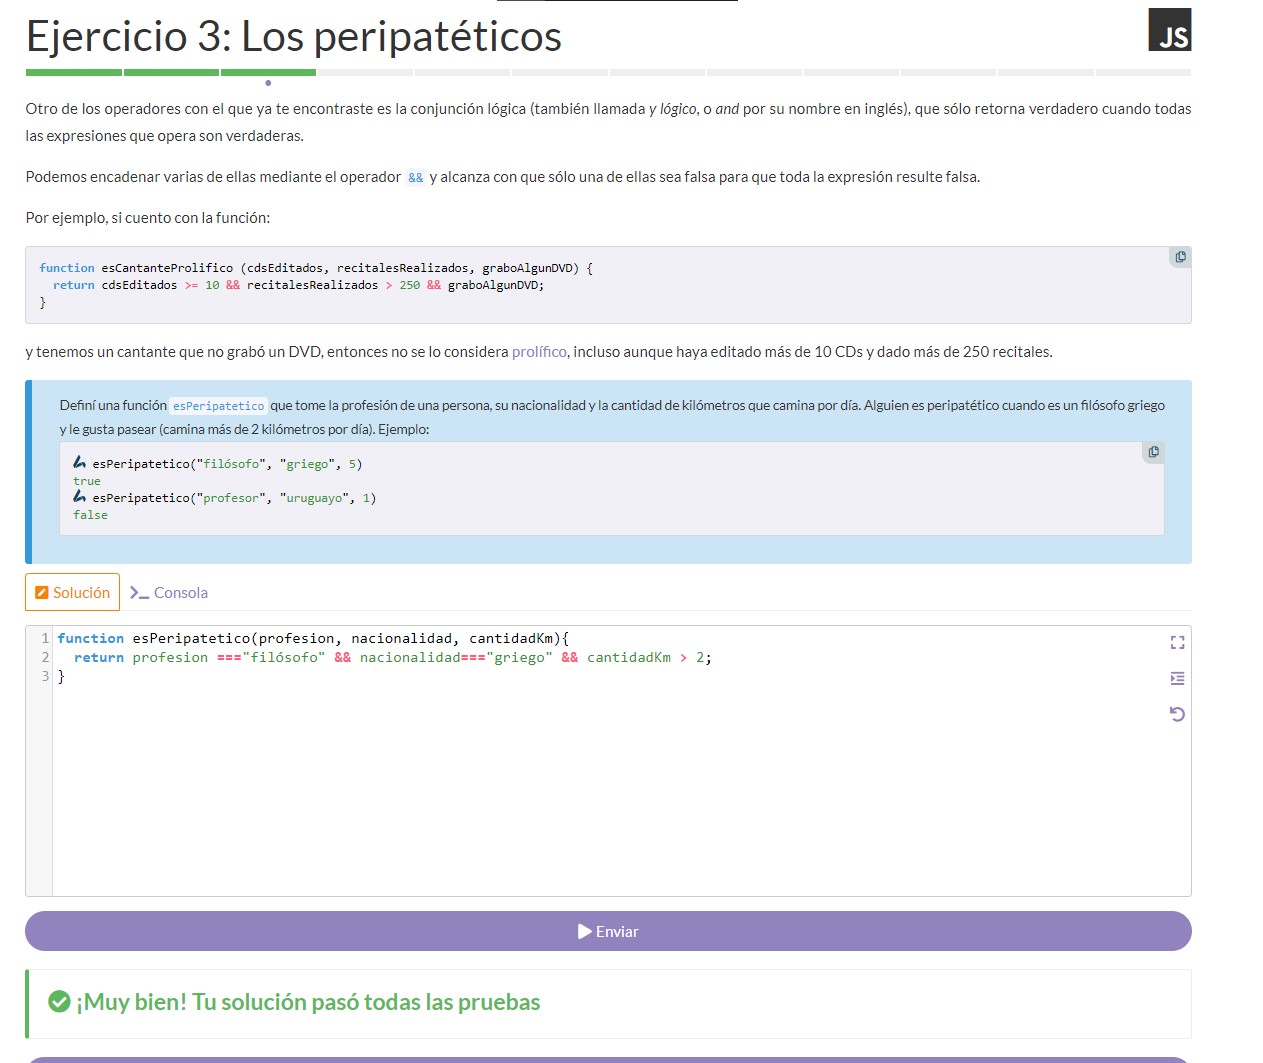 Ejercicio 3: Los peripatéticos
JS
Otro de los operadores con el que ya te encontraste es la conjunción lógica (también llamada y lógico, o and por su nombre en inglés), que sólo retorna verdadero cuando todas
las expresiones que opera son verdaderas.
Podemos encadenar varias de ellas mediante el operador && y alcanza con que sólo una de ellas sea falsa para que toda la expresión resulte falsa.
Por ejemplo, si cuento con la función:
function esCantanteProlifico (cdsEditados, recitalesRealizados, graboAlgunDVD) {
  return cdsEditados >= 10 && recitalesRealizados > 250 && graboAlgunDVD;
}
y tenemos un cantante que no grabó un DVD, entonces no se lo considera prolífico, incluso aunque haya editado más de 10 CDs y dado más de 250 recitales.
Definí una función esPeripatetico que tome la profesión de una persona, su nacionalidad y la cantidad de kilómetros que camina por día. Alguien es peripatético cuando es un filósofo griego
y le gusta pasear (camina más de 2 kilómetros por día). Ejemplo:
esPeripatetico("filósofo", "griego", 5)
true
esPeripatetico("profesor", "uruguayo", 1)
false
Solución Consola
1 function esPeripatetico(profesion, nacionalidad, cantidadKm){
2   return profesion ==="filósofo" && nacionalidad==="griego" && cantidadKm > 2;
3 }
Enviar
¡Muy bien! Tu solución pasó todas las pruebas